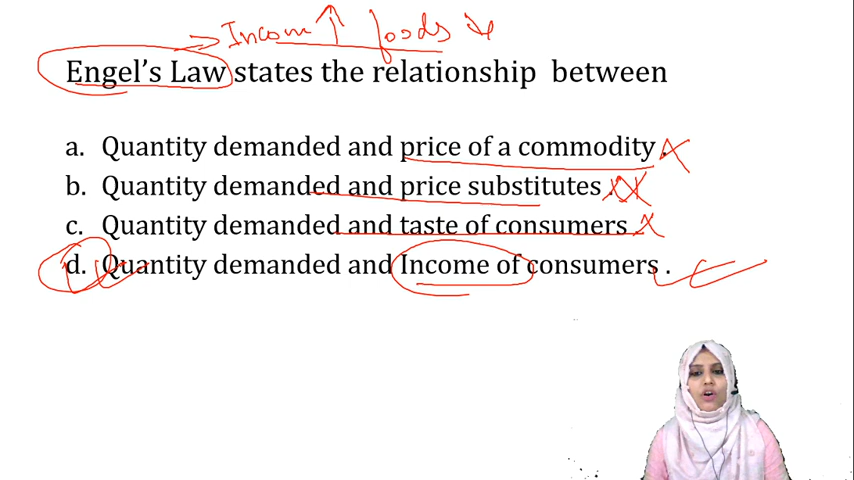 Income ↑ foods ↓
Engel's Law states the relationship between
a. Quantity demanded and price of a commodity.
b. Quantity demanded and price substitutes.
c. Quantity demanded and taste of consumers
d. Quantity demanded and Income of consumers .